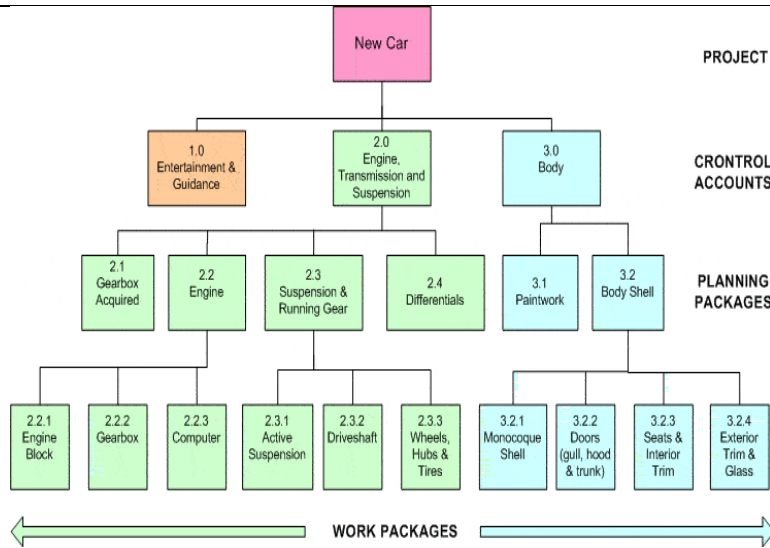 New Car
PROJECT
1.0
Entertainment &
Guidance
2.0
Engine,
Transmission and
Suspension
3.0
Body
CRONTROL
ACCOUNTS
2.1
Gearbox
Acquired
2.2
Engine
2.3
Suspension &
Running Gear
2.4
Differentials
3.1
Paintwork
3.2
Body Shell
PLANNING
PACKAGES
2.2.1
Engine
Block
2.2.2
Gearbox
2.2.3
Computer
2.3.1
Active
Suspension
2.3.2
Driveshaft
2.3.3
Wheels,
Hubs &
Tires
3.2.1
Monocoque
Shell
3.2.2
Doors
(gull, hood
& trunk)
3.2.3
Seats &
Interior
Trim
3.2.4
Exterior
Trim &
Glass
WORK PACKAGES